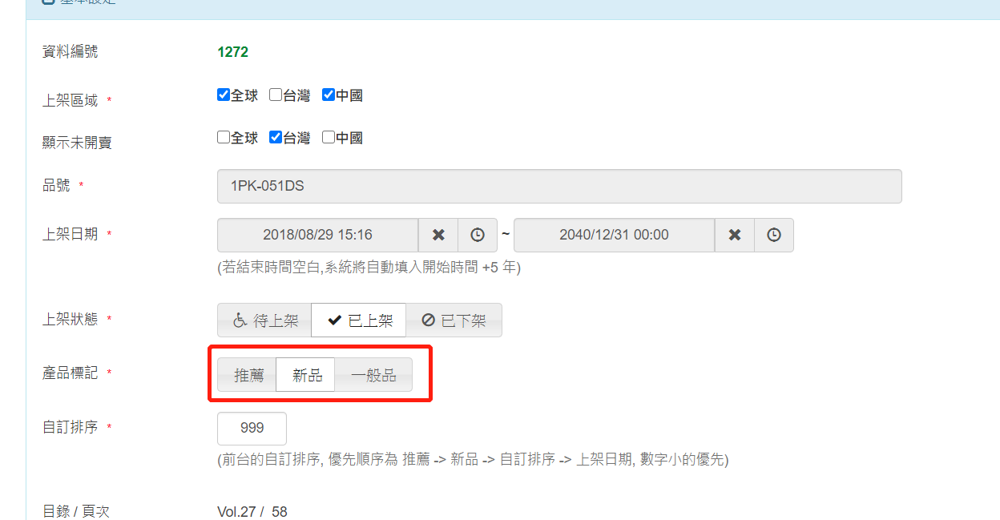 基本設定
資料編號 1272
上架區域 * 全球 台灣 中國
顯示未開賣 全球 台灣 中國
品號 * 1PK-051DS
上架日期 * 2018/08/29 15:16 ~ 2040/12/31 00:00
(若結束時間空白,系統將自動填入開始時間 +5 年)
上架狀態 * 待上架 已上架 已下架
產品標記 * 推薦 新品 一般品
自訂排序 * 999
(前台的自訂排序, 優先順序為 推薦 -> 新品 -> 自訂排序 -> 上架日期, 數字小的優先)
目錄 / 頁次 Vol.27 / 58